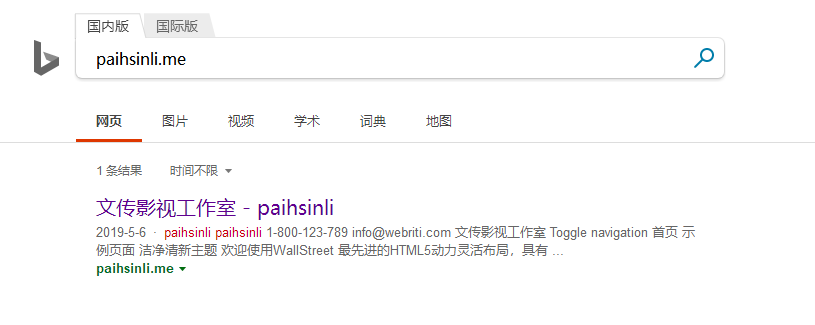 国内版 国际版
paihsinli.me
网页 图片 视频 学术 词典 地图
1 条结果 时间不限
文传影视工作室 - paihsinli
2019-5-6 · paihsinli paihsinli 1-800-123-789 info@webriti.com 文传影视工作室 Toggle navigation 首页 示
例页面 洁净清新主题 欢迎使用WallStreet 最先进的HTML5动力灵活布局，具有 ...
paihsinli.me